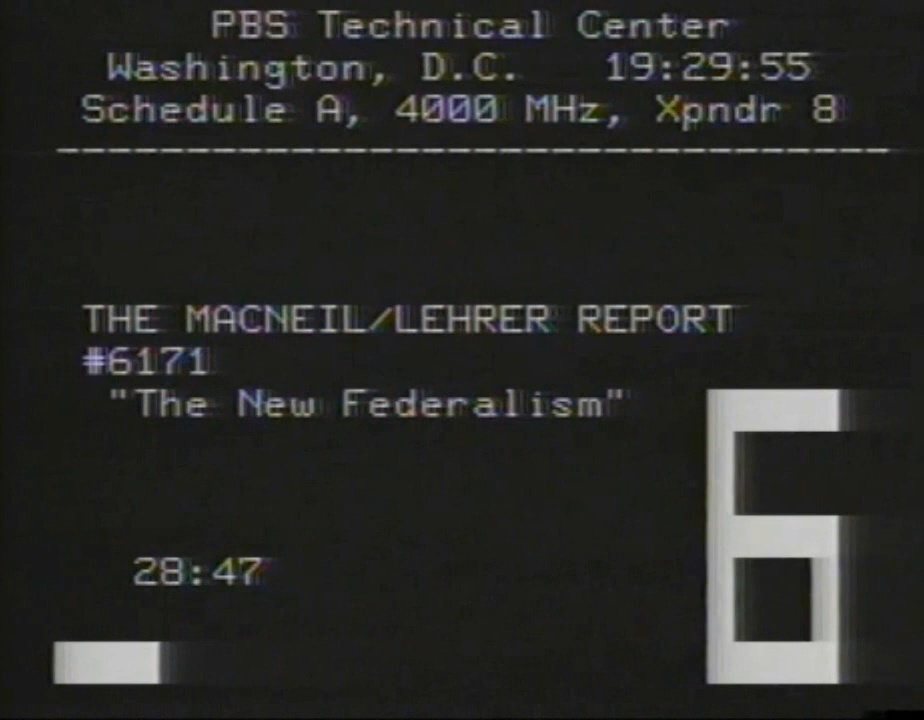 PBS Technical Center
Washington, D.C. 19:29:55
Schedule A, 4000 MHz, Xpndr 8
--------------------------------
THE MACNEIL/LEHRER REPORT
#6171
"The New Federalism"
28:47
6